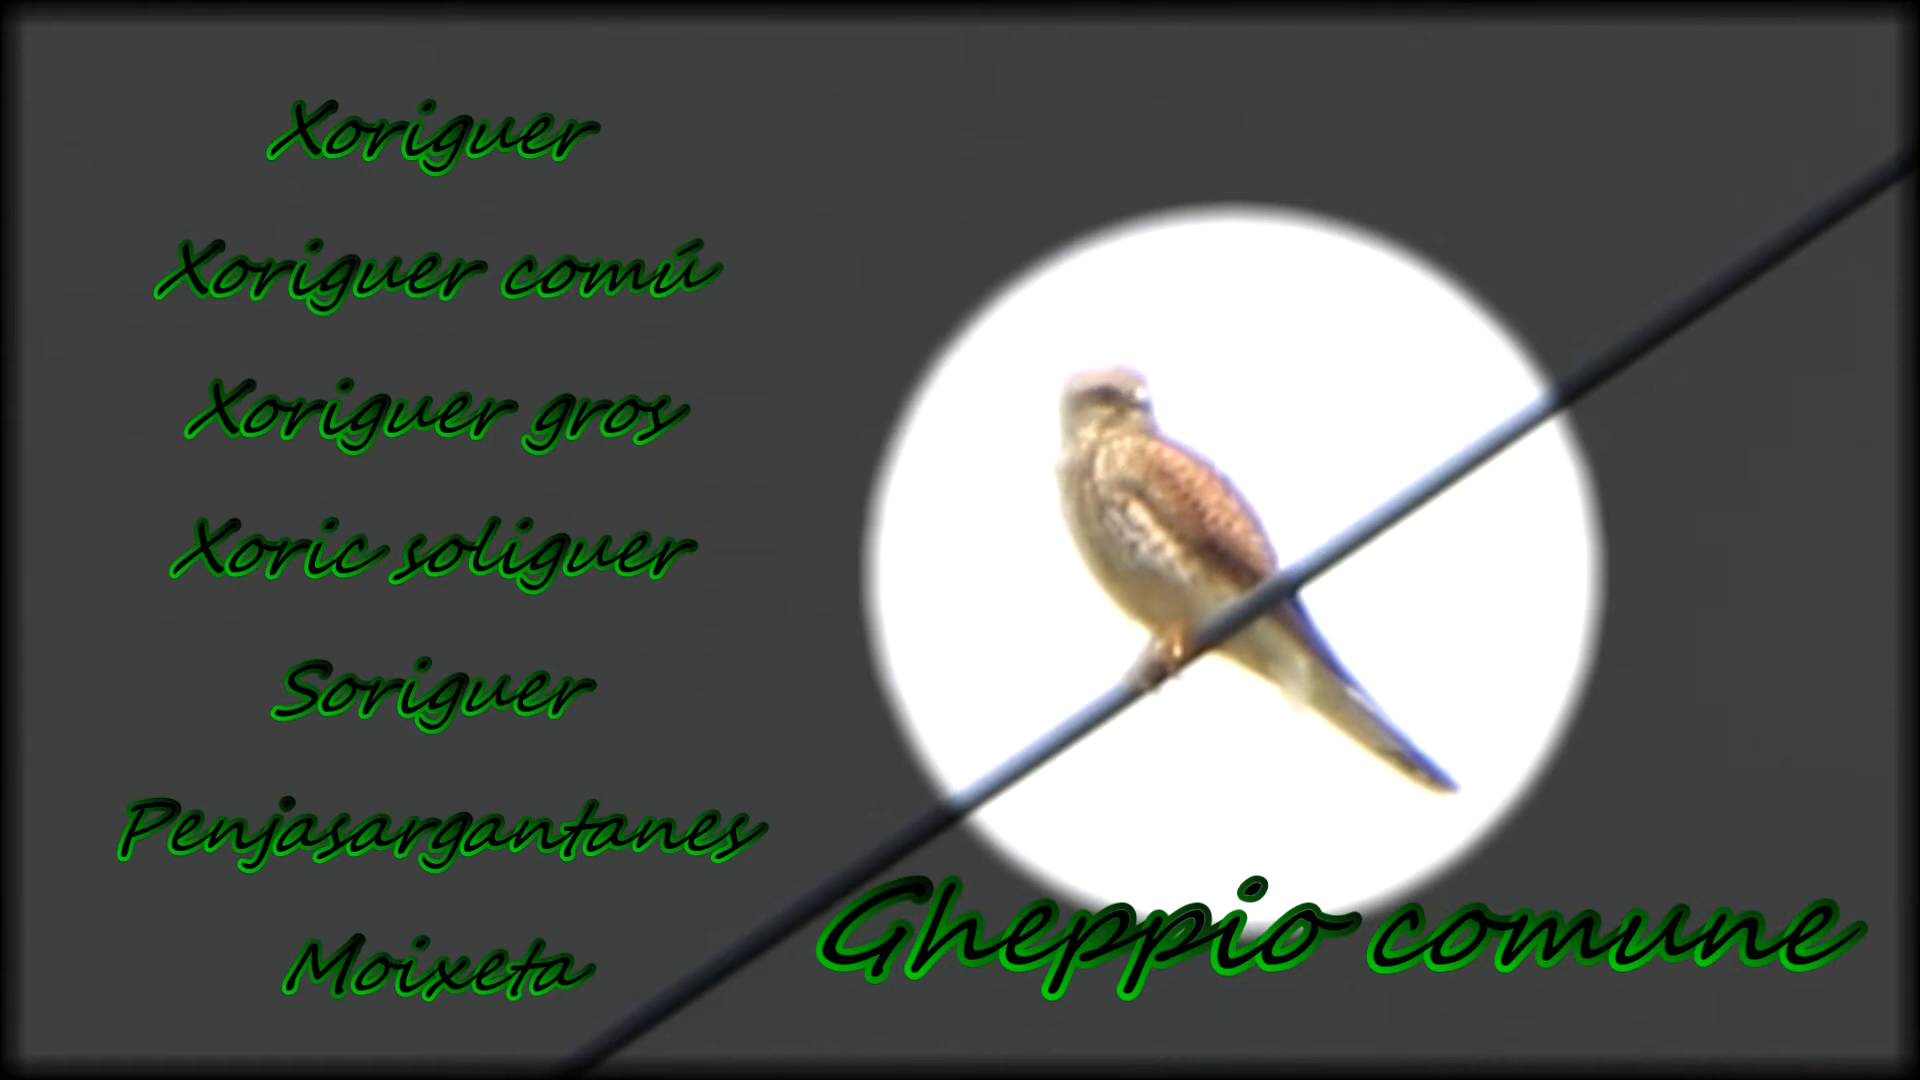 Xoriguer
Xoriguer comú
Xoriguer gros
Xoric soliguer
Soriguer
Penjasargantanes
Moixeta
Gheppio comune